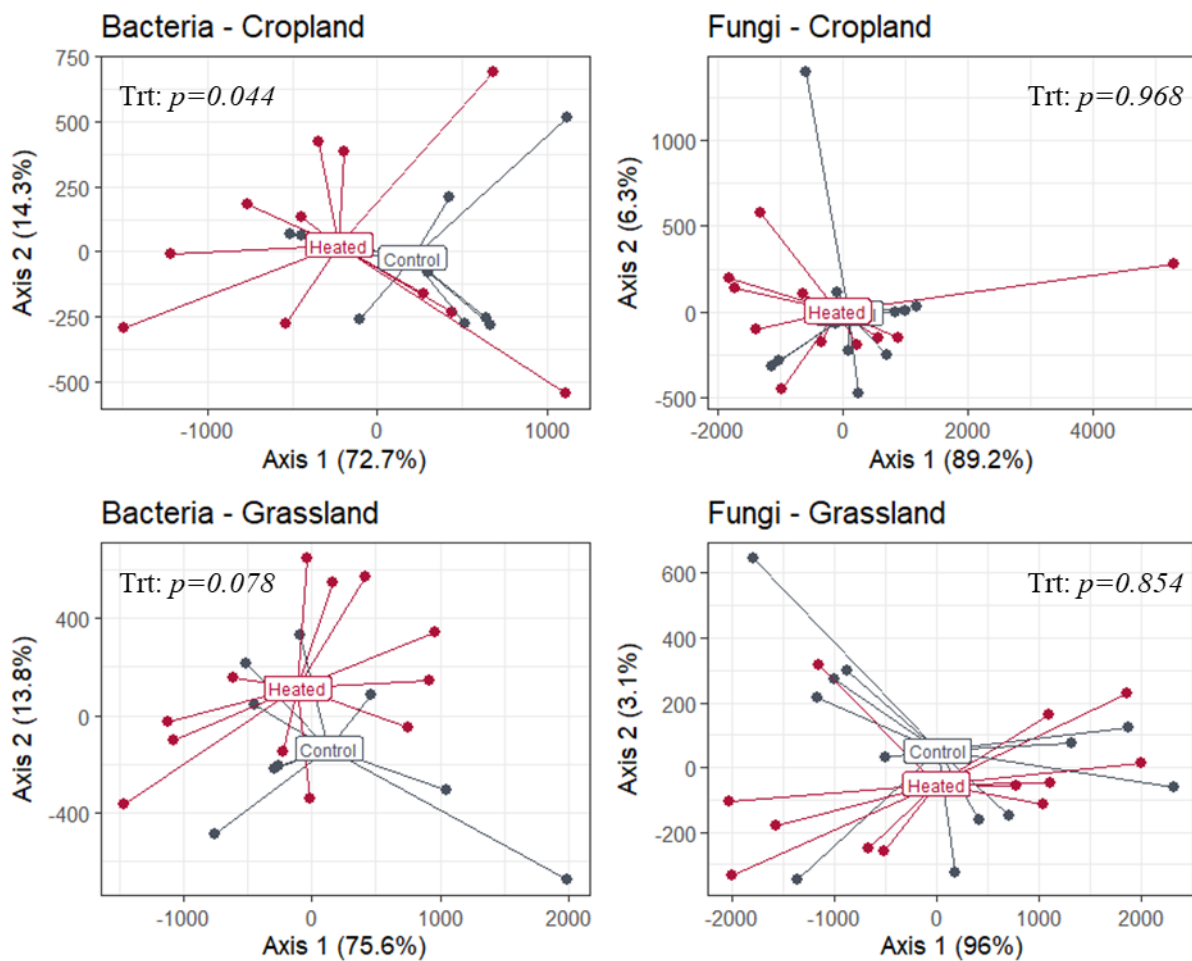 Bacteria - Cropland
Trt: p=0.044
Heated
Control
Axis 2 (14.3%)
750
500
250
0
-250
-500
-1000
0
1000
Axis 1 (72.7%)
Fungi - Cropland
Trt: p=0.968
Heated
l
Axis 2 (6.3%)
1000
500
0
-500
-2000
0
2000
4000
Axis 1 (89.2%)
Bacteria - Grassland
Trt: p=0.078
Heated
Control
Axis 2 (13.8%)
400
0
-400
-1000
0
1000
2000
Axis 1 (75.6%)
Fungi - Grassland
Trt: p=0.854
Control
Heated
Axis 2 (3.1%)
600
400
200
0
-200
-2000
-1000
0
1000
2000
Axis 1 (96%)